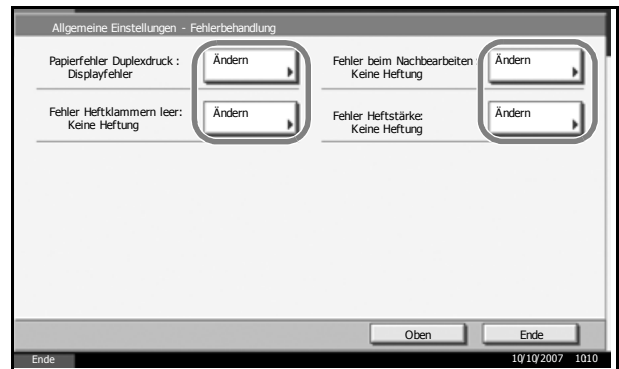 Allgemeine Einstellungen - Fehlerbehandlung
Papierfehler Duplexdruck :
Displayfehler
Ändern
Fehler beim Nachbearbeiten
Keine Heftung
Ändern
Fehler Heftklammern leer:
Keine Heftung
Ändern
Fehler Heftstärke:
Keine Heftung
Ändern
Oben
Ende
Ende
10/10/2007 10:10